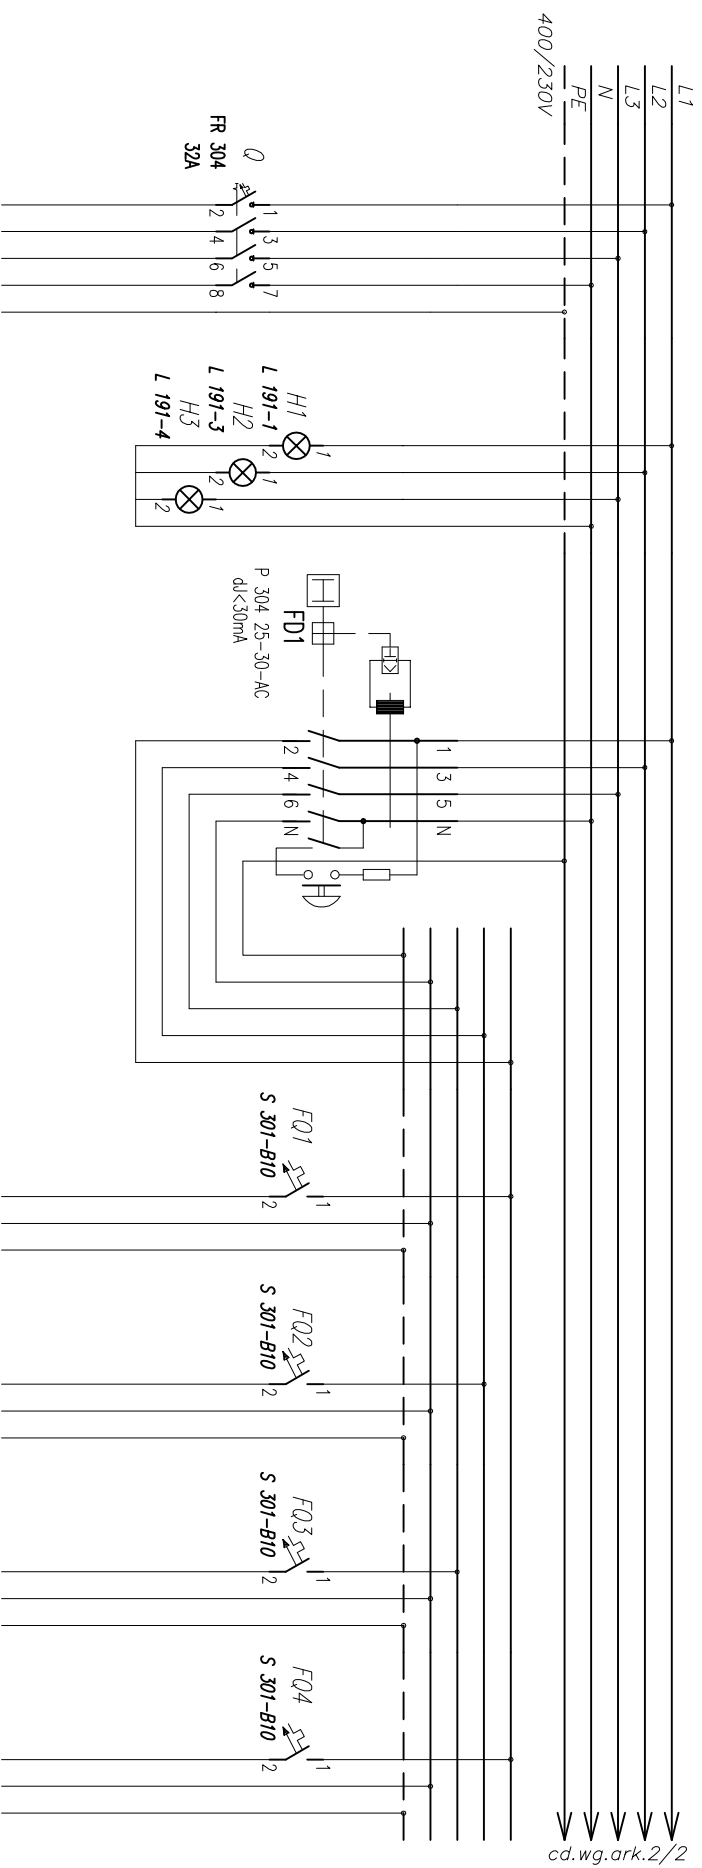 L1
L2
L3
N
PE
400/230V
Q
FR 304
32A
1
2
3
4
5
6
7
8
H1
L 191-1
1
2
H2
L 191-3
1
2
H3
L 191-4
1
2
FD1
P 304 25-30-AC
dJ<30mA
H
1
2
3
4
5
6
N
N
FQ1
S 301-B10
1
2
FQ2
S 301-B10
1
2
FQ3
S 301-B10
1
2
FQ4
S 301-B10
1
2
cd.wg.ark.2/2